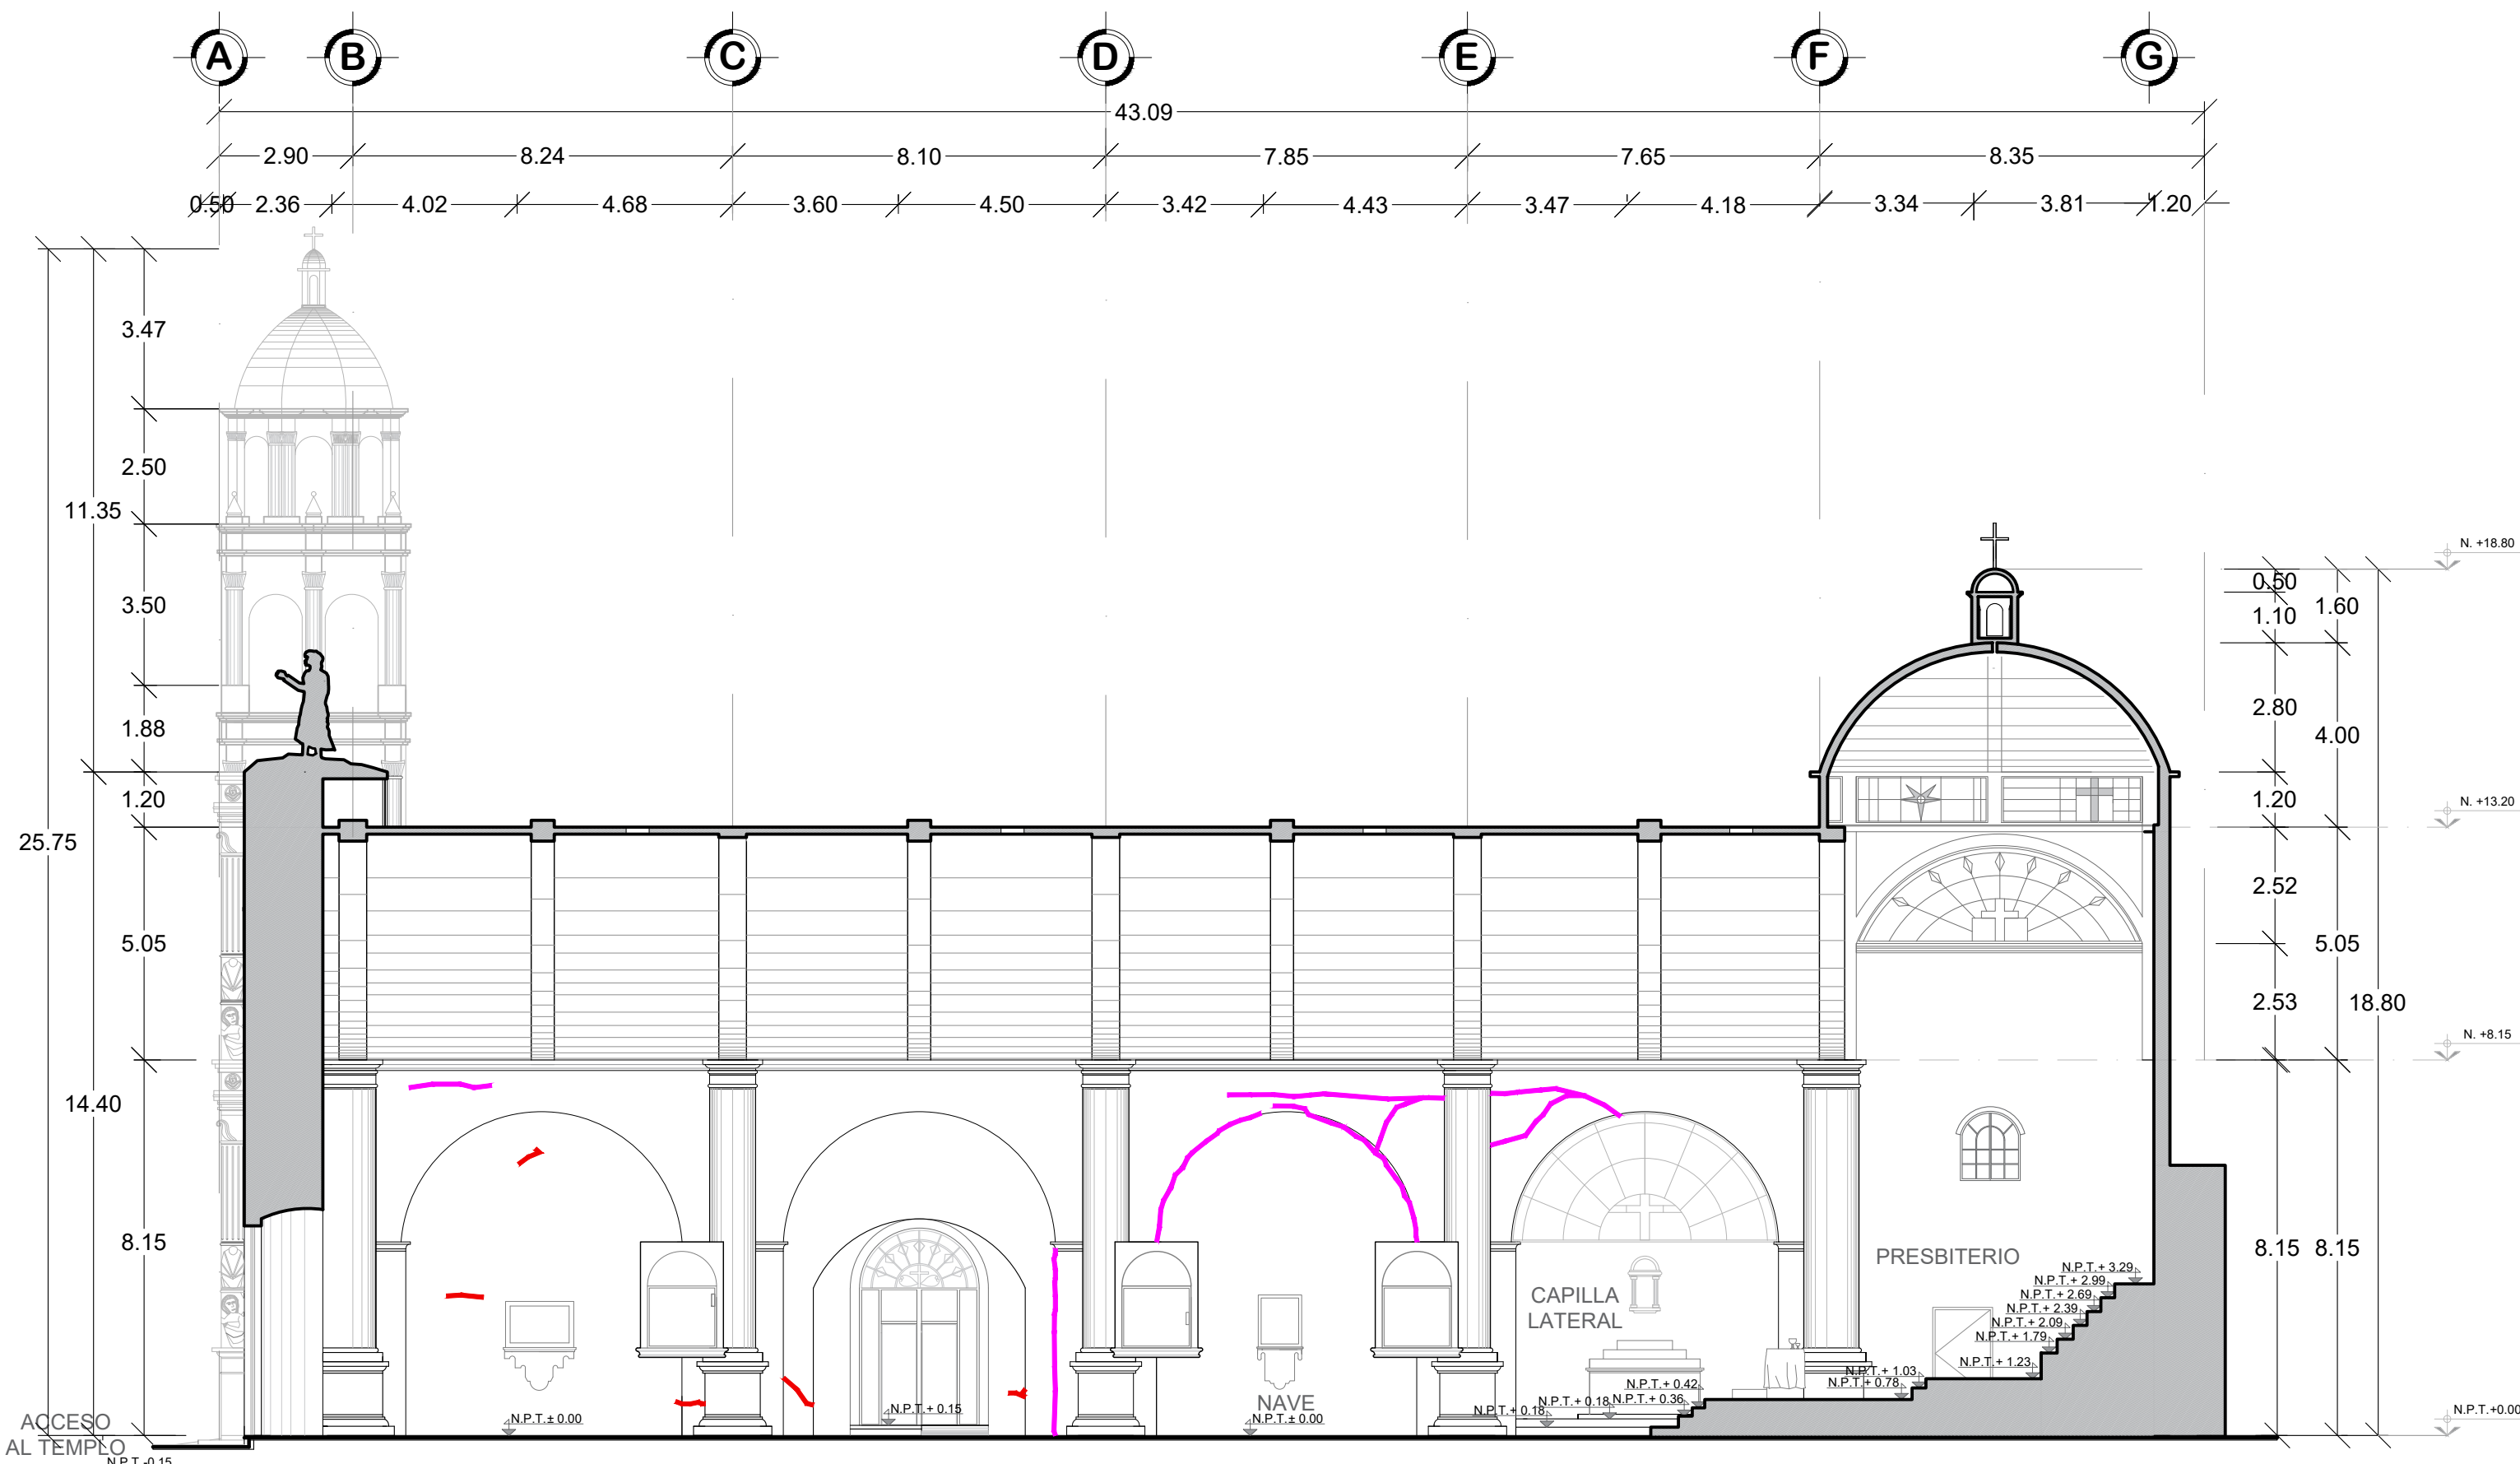 A B C D E F G
43.09
2.90 8.24 8.10 7.85 7.65 8.35
0.50 2.36 4.02 4.68 3.60 4.50 3.42 4.43 3.47 4.18 3.34 3.81 1.20
3.47
2.50
11.35
3.50
1.88
1.20
25.75
5.05
14.40
8.15
N. +18.80
0.50
1.60
1.10
2.80
4.00
1.20
N. +13.20
2.52
5.05
2.53
18.80
N. +8.15
8.15 8.15
PRESBITERIO
N.P.T.+ 3.29
N.P.T.+ 2.99
N.P.T.+ 2.69
N.P.T.+ 2.39
N.P.T.+ 2.09
N.P.T.+ 1.79
N.P.T.+ 1.23
N.P.T.+ 1.03
N.P.T.+ 0.78
CAPILLA
LATERAL
N.P.T.+ 0.42
N.P.T.+ 0.36
N.P.T.+ 0.18
N.P.T.+ 0.18
NAVE
N.P.T.± 0.00
N.P.T.+ 0.15
N.P.T.± 0.00
N.P.T.+0.00
ACCESO
AL TEMPLO
N.P.T.-0.15